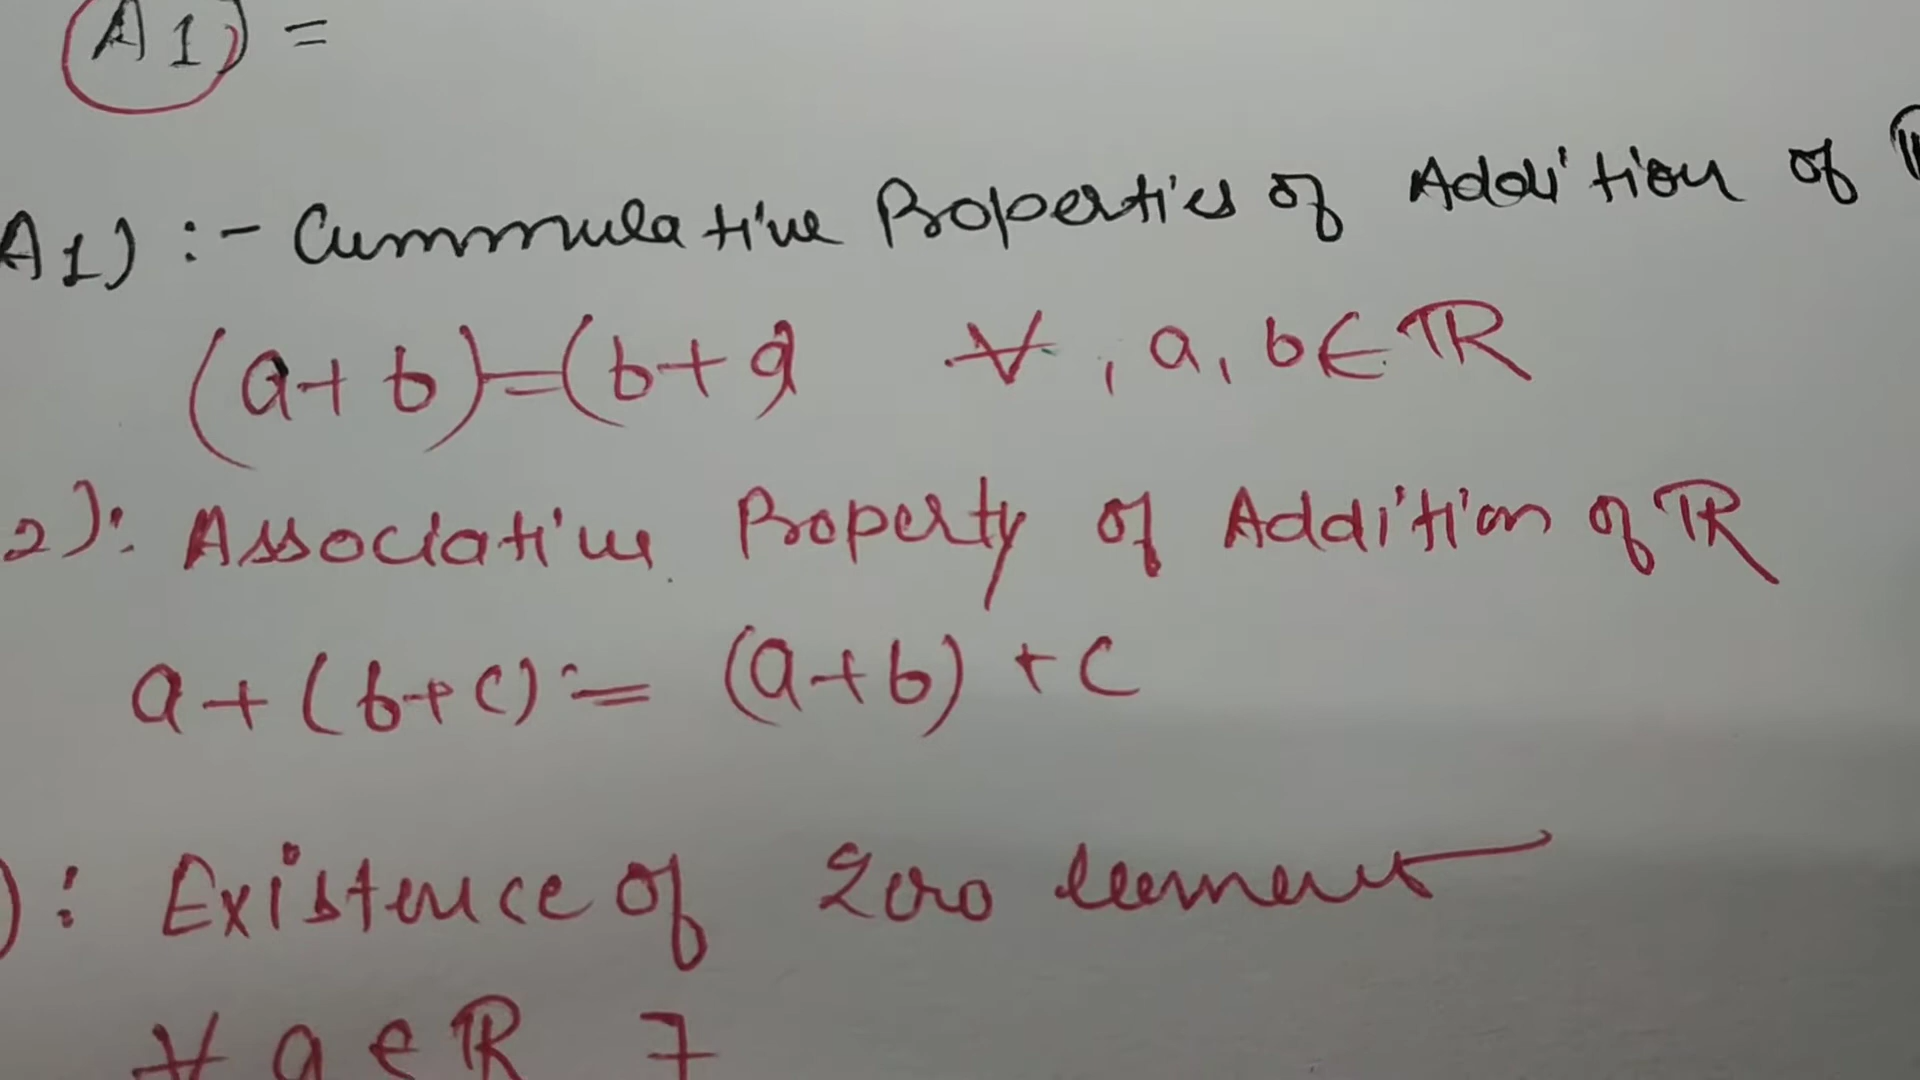 A1) =
A1) :- Cummulative Properties of Addition of
(a+b)=(b+a) ∀, a, b∈ℝ
2): Associative Property of Addition of ℝ
a+(b+c) = (a+b)+c
): Existence of zero element
∀ a ∈ ℝ